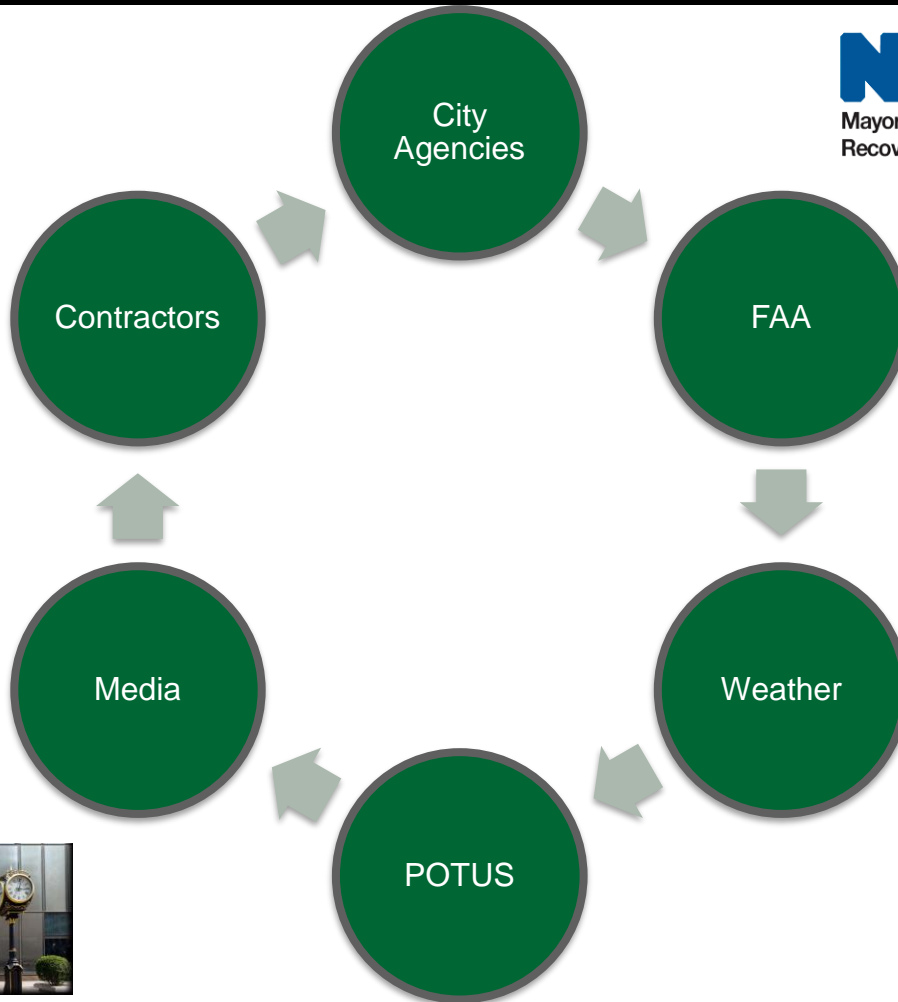 City
Agencies
FAA
Weather
POTUS
Media
Contractors
N
Mayor
Recov